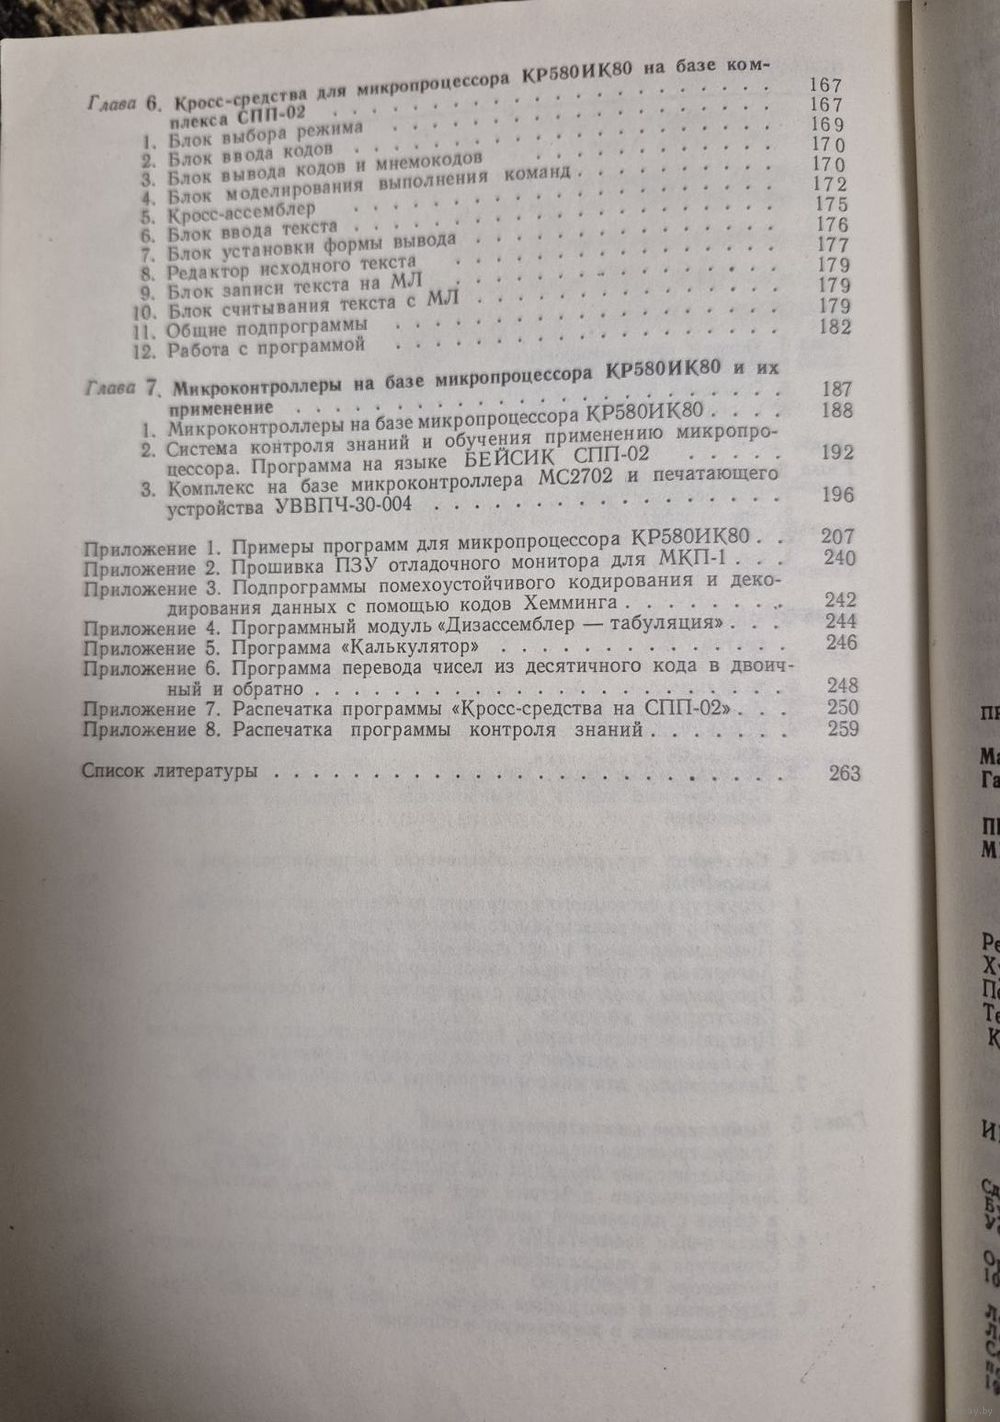 Глава 6. Кросс-средства для микропроцессора КР580ИК80 на базе ком-
плекса СПП-02 . . . . . . . . . . . . . . . 167
1. Блок выбора режима . . . . . . . . . . . . . 167
2. Блок ввода кодов . . . . . . . . . . . . . . 169
3. Блок вывода кодов и мнемокодов . . . . . . . . 170
4. Блок моделирования выполнения команд . . . . . . . 170
5. Кросс-ассемблер . . . . . . . . . . . . . . 172
6. Блок ввода текста . . . . . . . . . . . . . . 175
7. Блок установки формы вывода . . . . . . . . . . 176
8. Редактор исходного текста . . . . . . . . . . . 177
9. Блок записи текста на МЛ . . . . . . . . . . . 179
10. Блок считывания текста с МЛ . . . . . . . . . . 179
11. Общие подпрограммы . . . . . . . . . . . . . 179
12. Работа с программой . . . . . . . . . . . . . 182
Глава 7. Микроконтроллеры на базе микропроцессора КР580ИК80 и их
применение . . . . . . . . . . . . . . . . 187
1. Микроконтроллеры на базе микропроцессора КР580ИК80 . . . . 188
2. Система контроля знаний и обучения применению микропро-
цессора. Программа на языке БЕЙСИК СПП-02 . . . . . 192
3. Комплекс на базе микроконтроллера МС2702 и печатающего
устройства УВВПЧ-30-004 . . . . . . . . . . . . 196
Приложение 1. Примеры программ для микропроцессора КР580ИК80 . . 207
Приложение 2. Прошивка ПЗУ отладочного монитора для МКП-1 . . . 240
Приложение 3. Подпрограммы помехоустойчивого кодирования и деко-
дирования данных с помощью кодов Хемминга . . . . . . . . 242
Приложение 4. Программный модуль «Дизассемблер — табуляция» . . . 244
Приложение 5. Программа «Калькулятор» . . . . . . . . . . 246
Приложение 6. Программа перевода чисел из десятичного кода в двоич-
ный и обратно . . . . . . . . . . . . . . . . 248
Приложение 7. Распечатка программы «Кросс-средства на СПП-02» . . . 250
Приложение 8. Распечатка программы контроля знаний . . . . . . . 259
Список литературы . . . . . . . . . . . . . . . . . 263